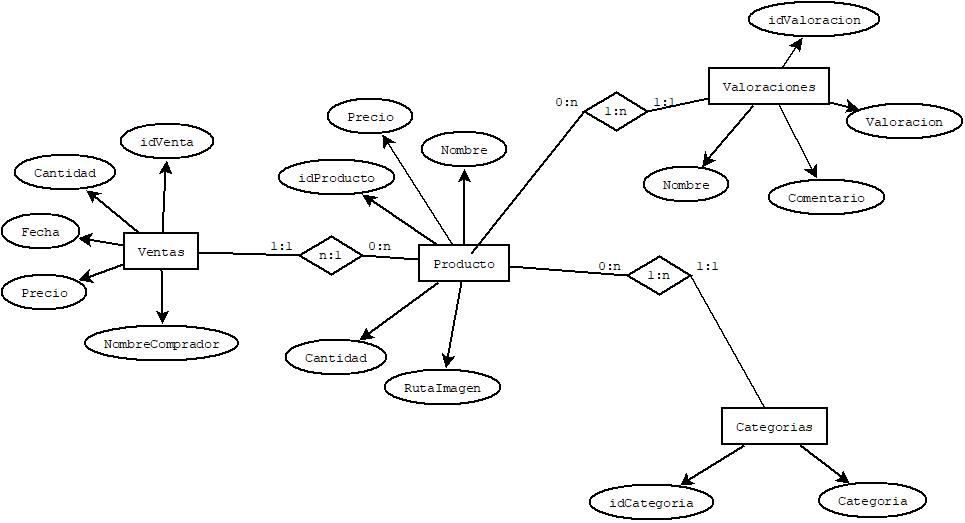 idValoracion
Valoraciones
0:n
1:n
1:1
Valoracion
Nombre
Comentario
Precio
Nombre
idProducto
idVenta
Cantidad
Fecha
Ventas
Precio
NombreComprador
1:1
n:1
0:n
Producto
Cantidad
RutaImagen
0:n
1:n
1:1
Categorias
idCategoria
Categoria